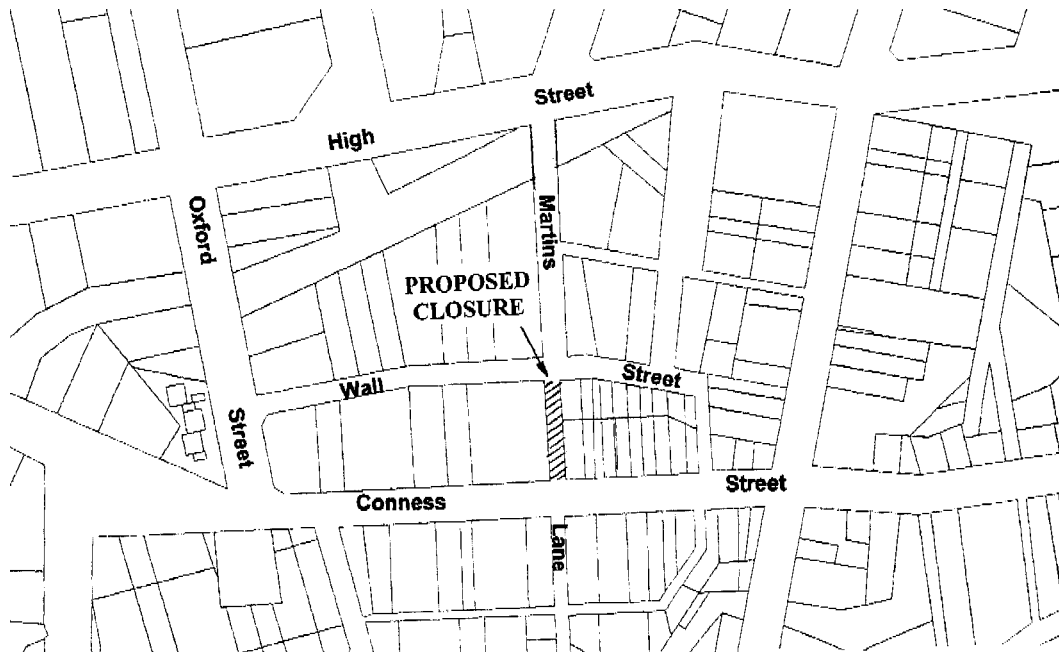 High Street
Oxford Street
Martins Lane
PROPOSED
CLOSURE
Wall Street
Conness Street